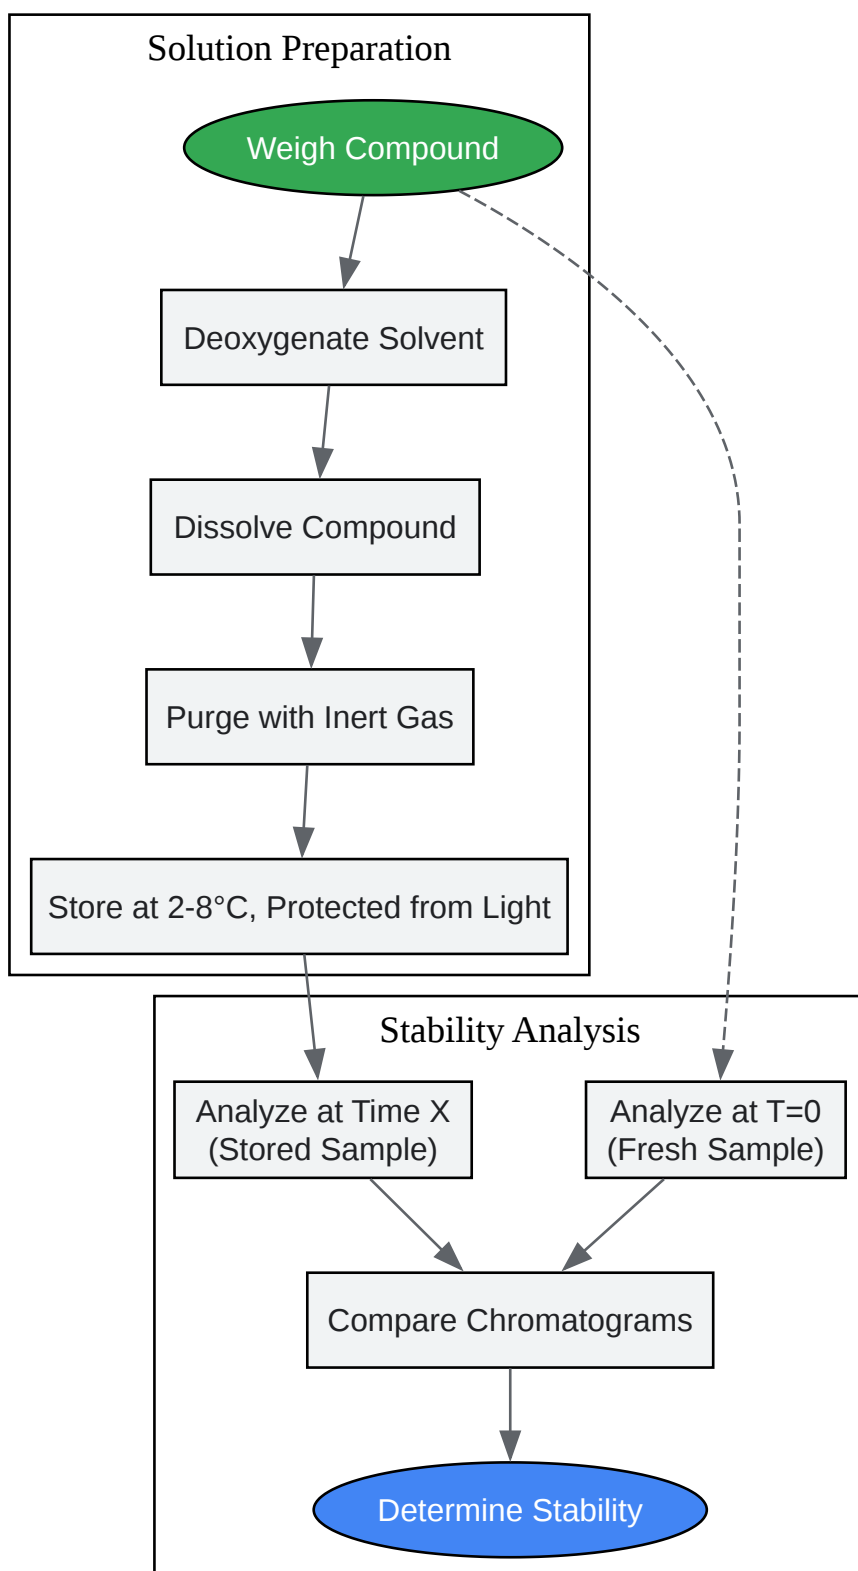 Solution Preparation
Weigh Compound
Deoxygenate Solvent
Dissolve Compound
Purge with Inert Gas
Store at 2-8°C, Protected from Light
Stability Analysis
Analyze at Time X
(Stored Sample)
Analyze at T=0
(Fresh Sample)
Compare Chromatograms
Determine Stability